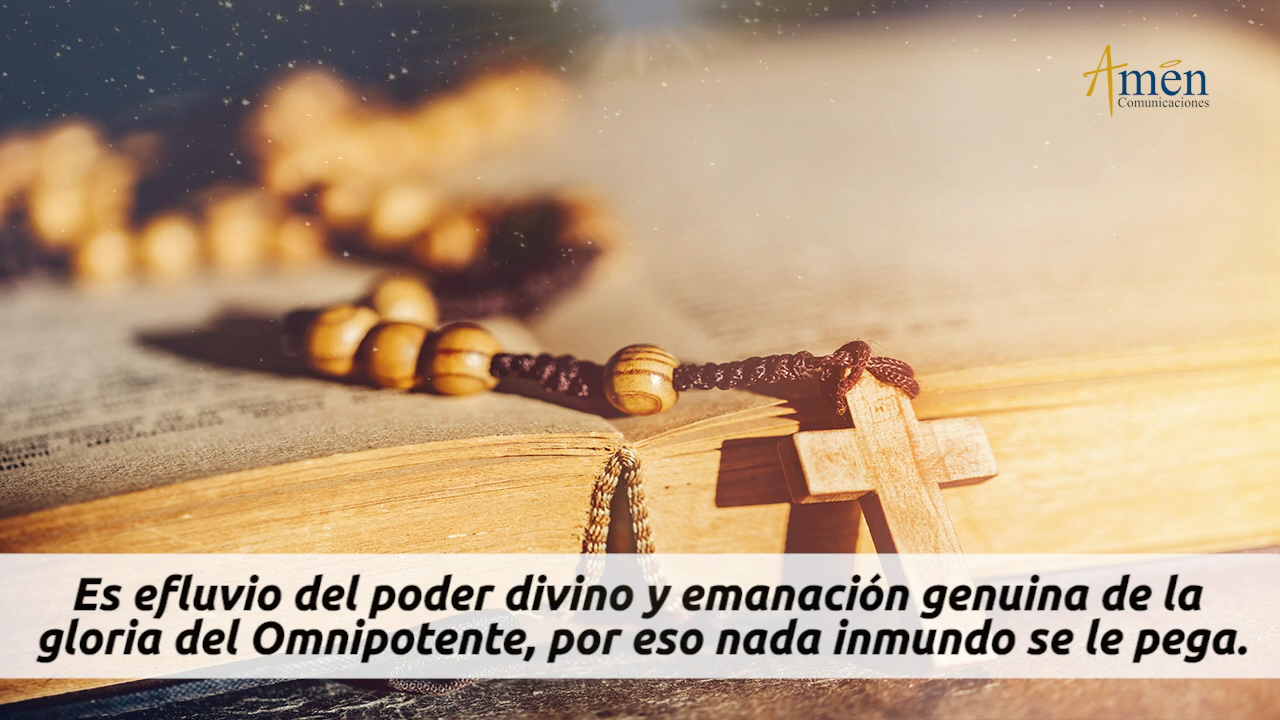 Amén
Comunicaciones
Es efluvio del poder divino y emanación genuina de la
gloria del Omnipotente, por eso nada inmundo se le pega.